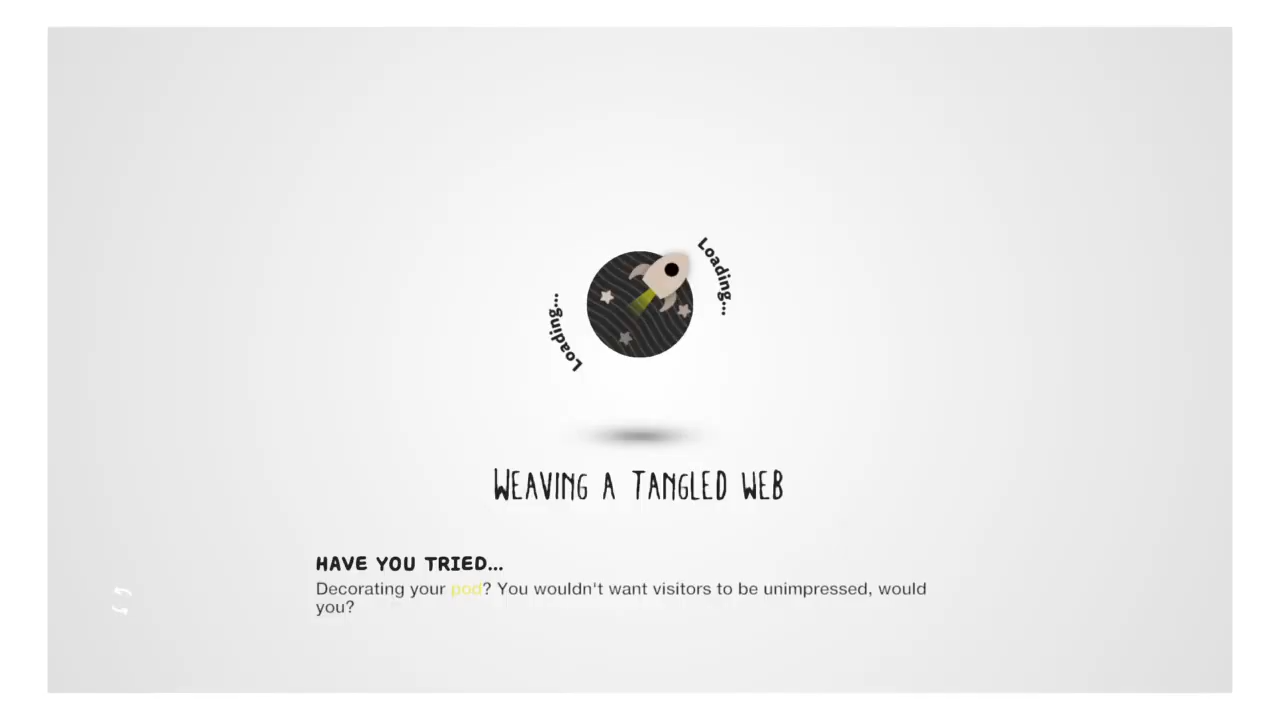 Loading...
Loading...
WEAVING A TANGLED WEB
HAVE YOU TRIED...
Decorating your pod? You wouldn't want visitors to be unimpressed, would
you?